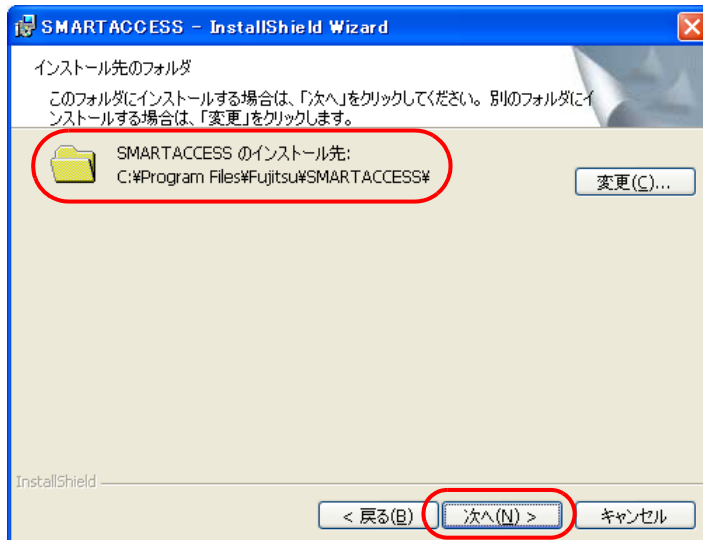 SMARTACCESS - InstallShield Wizard
インストール先のフォルダ
このフォルダにインストールする場合は、「次へ」をクリックしてください。別のフォルダにイ
ンストールする場合は、「変更」をクリックします。
SMARTACCESS のインストール先:
C:¥Program Files¥Fujitsu¥SMARTACCESS¥
変更(C)...
InstallShield
< 戻る(B)
次へ(N) >
キャンセル